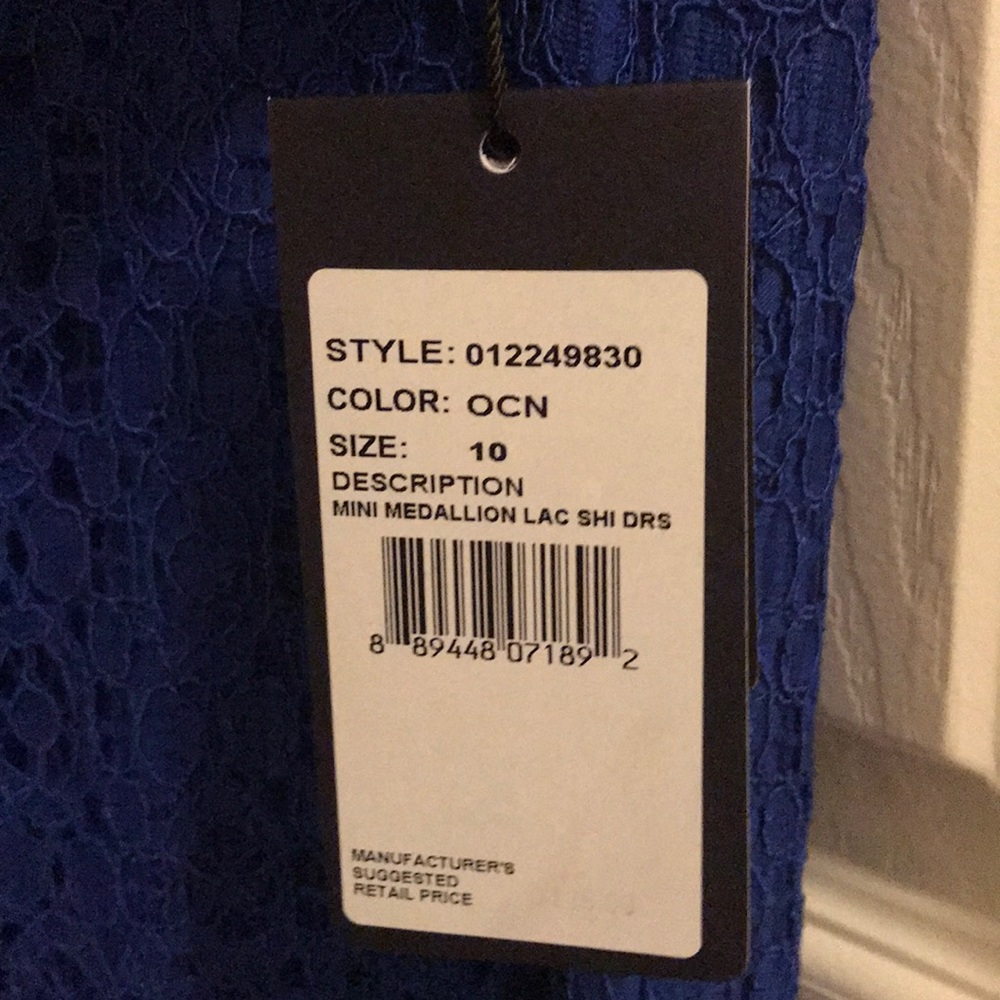 STYLE: 012249830
COLOR: OCN
SIZE: 10
DESCRIPTION
MINI MEDALLION LAC SHI DRS
8 89448 07189 2
MANUFACTURER'S
SUGGESTED
RETAIL PRICE